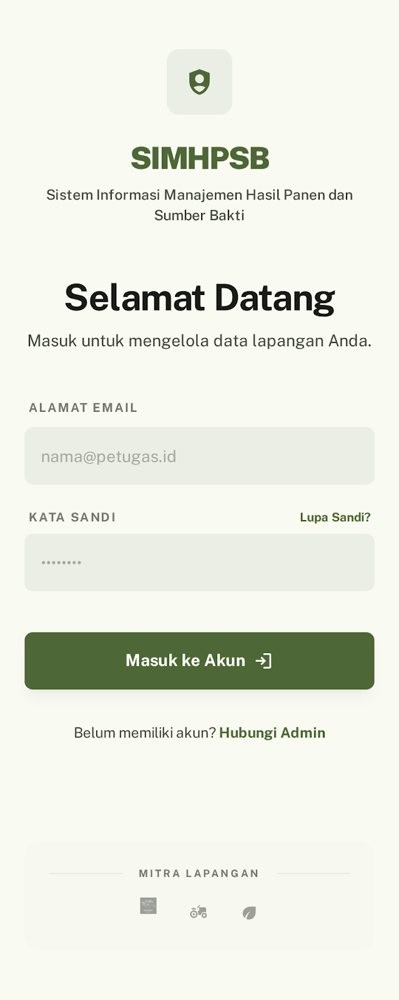 SIMHPSB
Sistem Informasi Manajemen Hasil Panen dan
Sumber Bakti
Selamat Datang
Masuk untuk mengelola data lapangan Anda.
ALAMAT EMAIL
nama@petugas.id
KATA SANDI
Lupa Sandi?
••••••••
Masuk ke Akun
Belum memiliki akun? Hubungi Admin
MITRA LAPANGAN